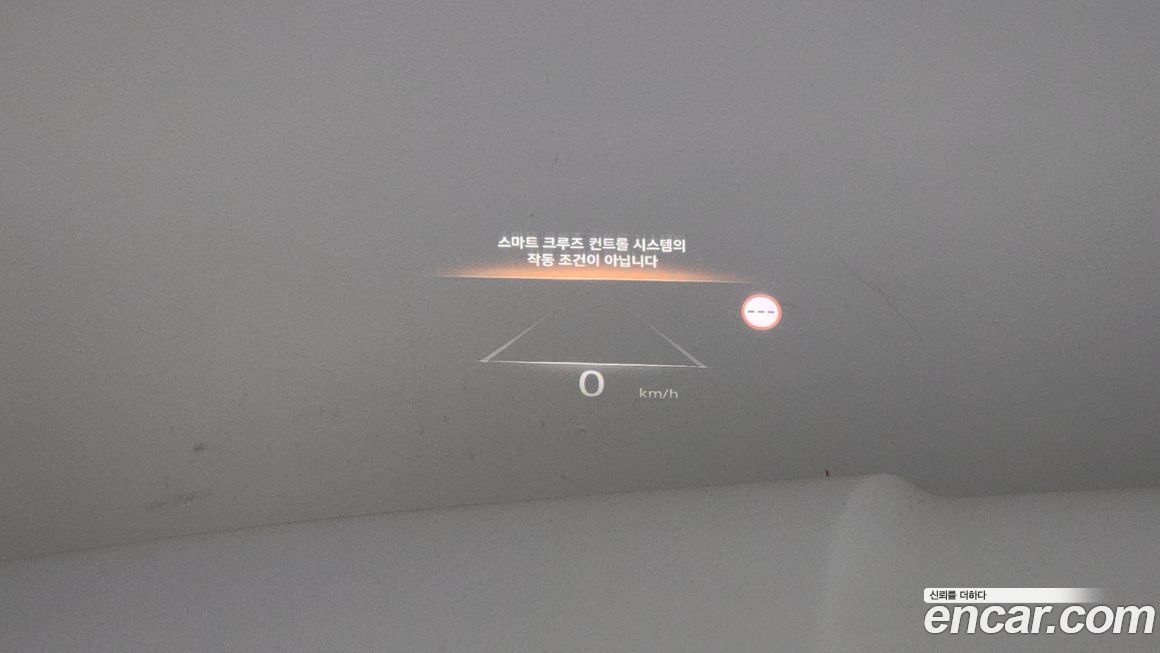 스마트 크루즈 컨트롤 시스템의
작동 조건이 아닙니다
---
0 km/h
신뢰를 더하다
encar.com